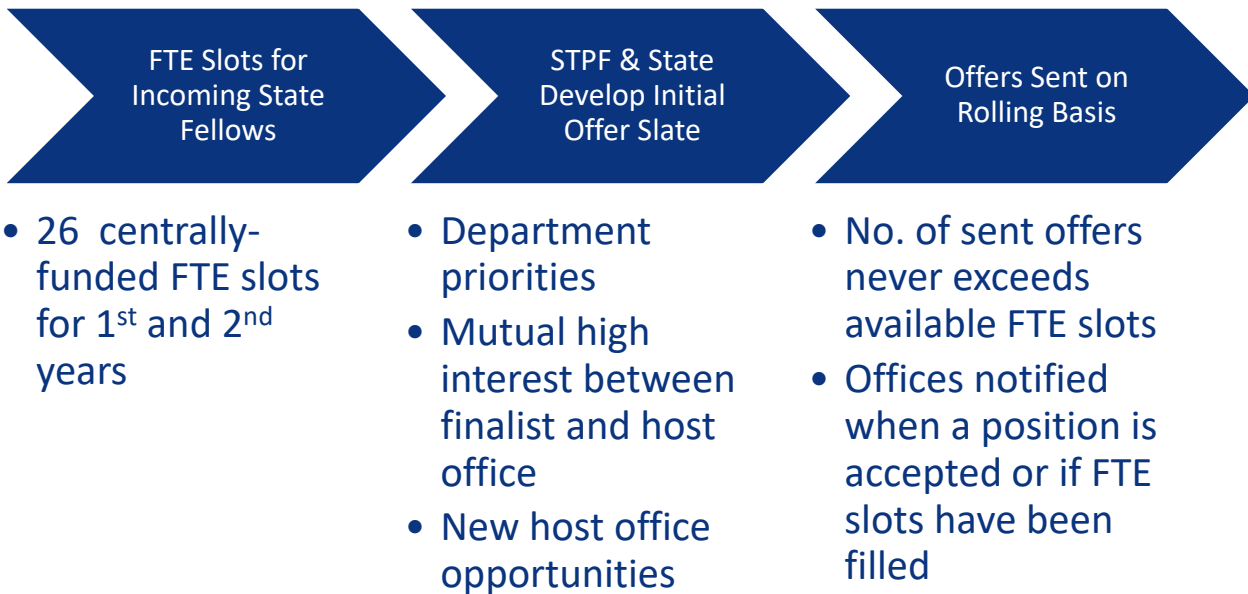 FTE Slots for
Incoming State
Fellows
STPF & State
Develop Initial
Offer Slate
Offers Sent on
Rolling Basis
• 26  centrally-
funded FTE slots
for 1st and 2nd
years
• Department
priorities
• Mutual high
interest between
finalist and host
office
• New host office
opportunities
• No. of sent offers
never exceeds
available FTE slots
• Offices notified
when a position is
accepted or if FTE
slots have been
filled